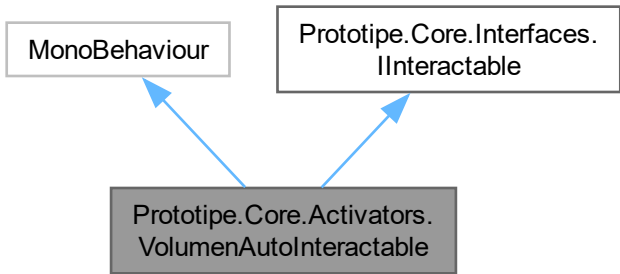 MonoBehaviour
Prototipe.Core.Interfaces.
IInteractable
Prototipe.Core.Activators.
VolumenAutoInteractable